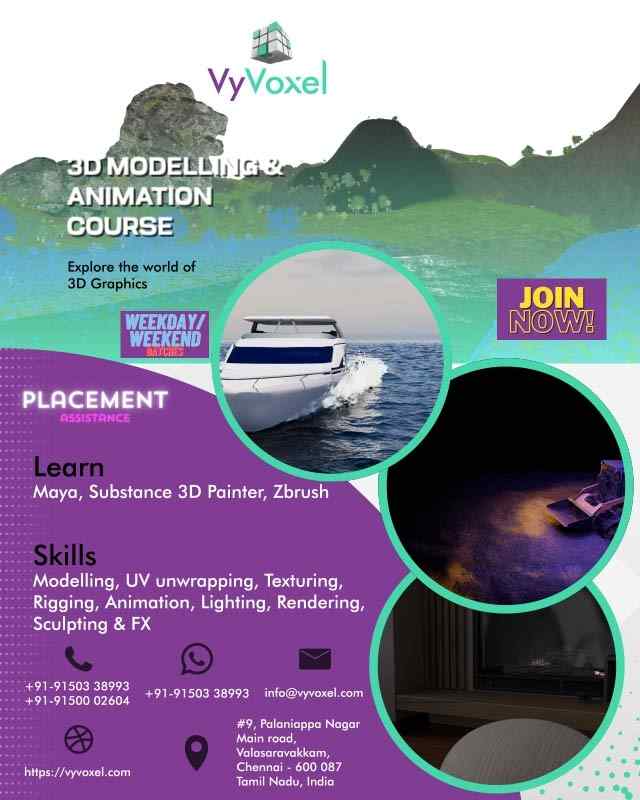 VyVoxel
3D MODELLING &
ANIMATION
COURSE
Explore the world of
3D Graphics
WEEKDAY/
WEEKEND
BATCHES
JOIN
NOW!
PLACEMENT
ASSISTANCE
Learn
Maya, Substance 3D Painter, Zbrush
Skills
Modelling, UV unwrapping, Texturing,
Rigging, Animation, Lighting, Rendering,
Sculpting & FX
+91-91503 38993
+91-91500 02604
+91-91503 38993
info@vyvoxel.com
https://vyvoxel.com
#9, Palaniappa Nagar
Main road,
Valasaravakkam,
Chennai - 600 087
Tamil Nadu, India